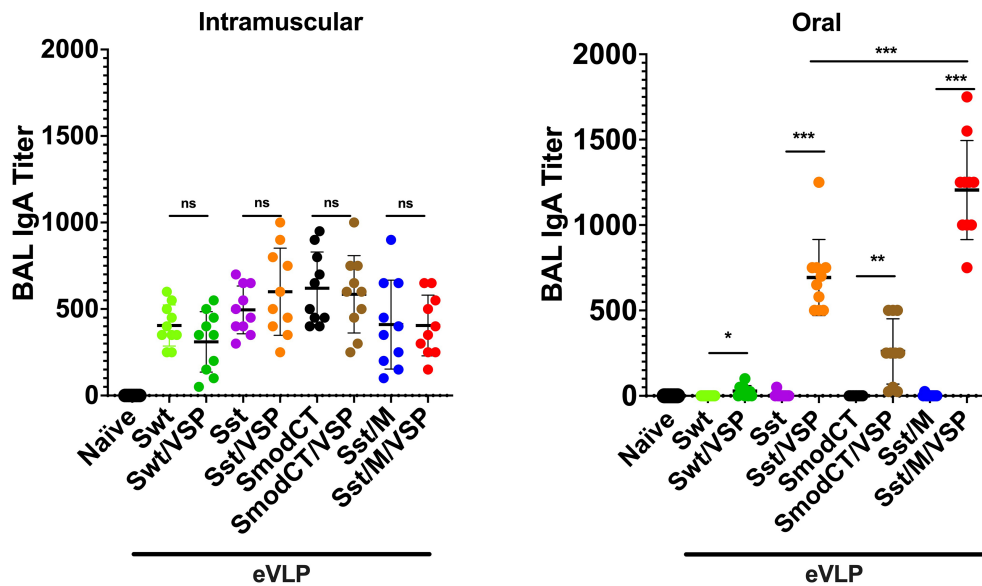 Intramuscular
BAL IgA Titer
2000
1500
1000
500
0
ns
ns
ns
ns
Naïve
Swt
Swt/VSP
Sst
Sst/VSP
SmodCT
SmodCT/VSP
Sst/M
Sst/M/VSP
eVLP
Oral
BAL IgA Titer
2000
1500
1000
500
0
*
***
**
***
***
Naïve
Swt
Swt/VSP
Sst
Sst/VSP
SmodCT
SmodCT/VSP
Sst/M
Sst/M/VSP
eVLP